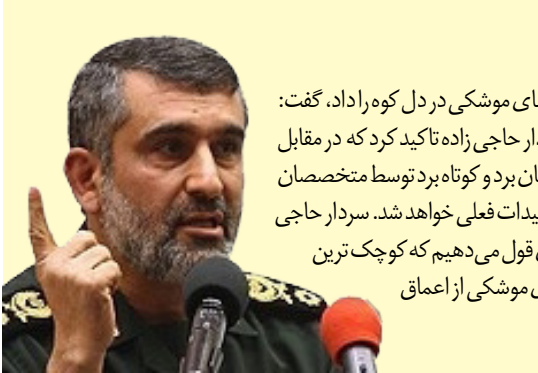 ای موشکی در دل کوه را داد، گفت:
دار حاجی زاده تاکید کرد که در مقابل
ان برد و کوتاه برد توسط متخصصان
یدات فعلی خواهد شد. سردار حاجی
قول می‌دهیم که کوچک ترین
موشکی از اعماق